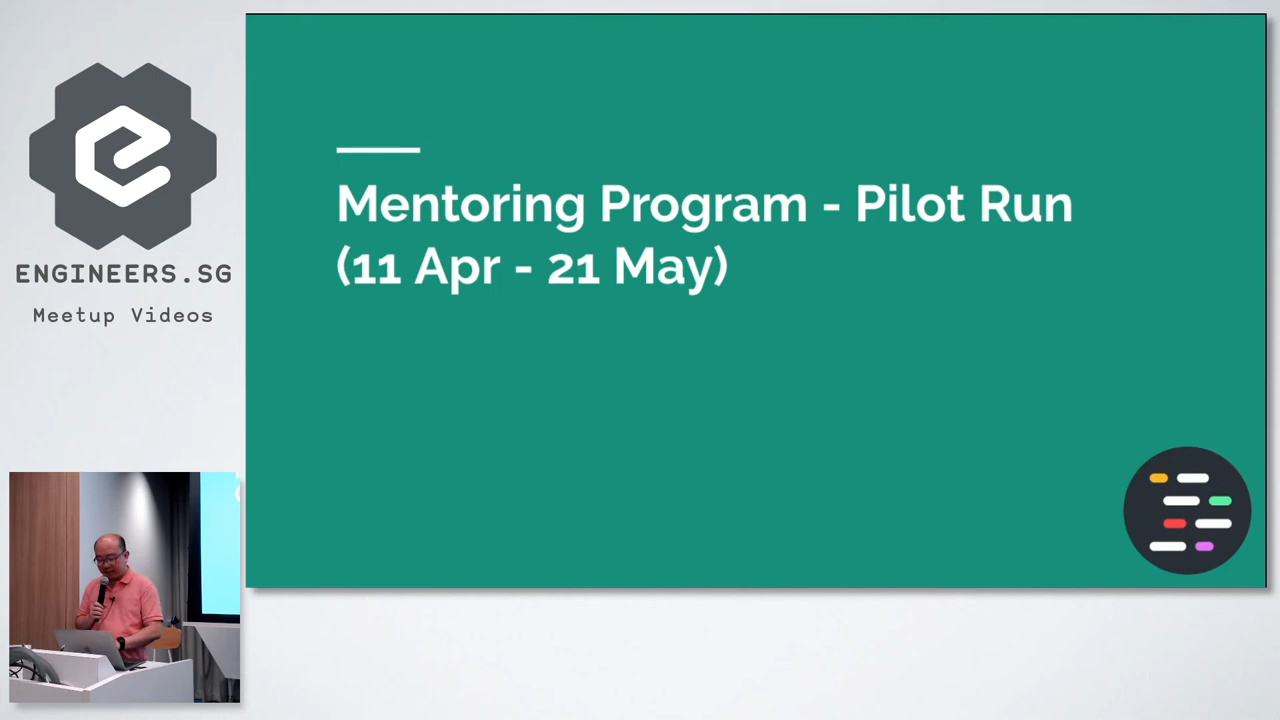 ENGINEERS.SG
Meetup Videos
Mentoring Program - Pilot Run
(11 Apr - 21 May)